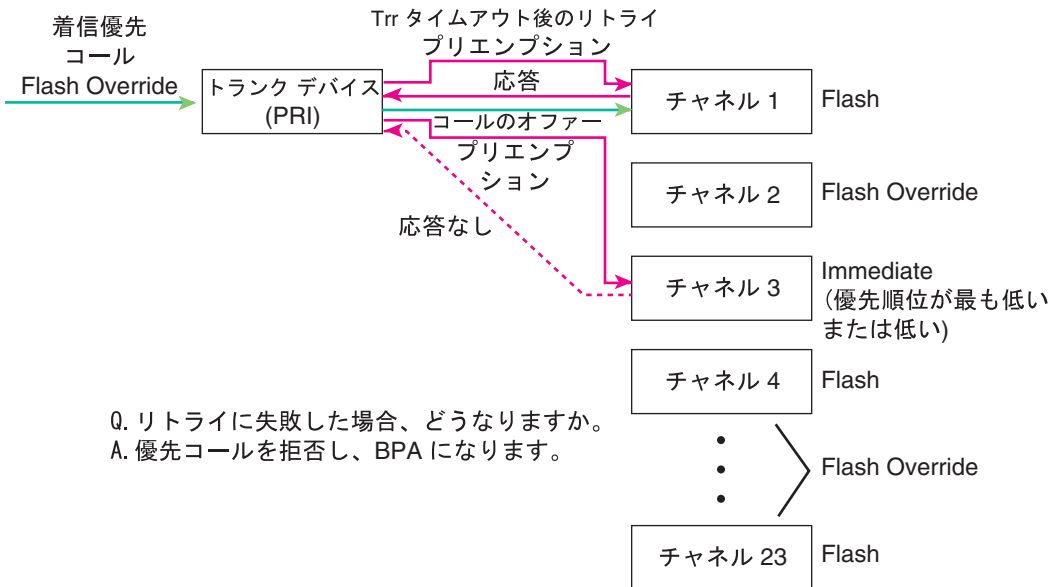 Trr タイムアウト後のリトライ
着信優先
コール
Flash Override
プリエンプション
応答
トランク デバイス
(PRI)
コールのオファー
プリエンプ
ション
応答なし
チャネル 1
Flash
チャネル 2
Flash Override
チャネル 3
Immediate
（優先順位が最も低い
または低い)
チャネル 4
Flash
Flash Override
チャネル 23
Flash
Q. リトライに失敗した場合、どうなりますか。
A. 優先コールを拒否し、BPA になります。